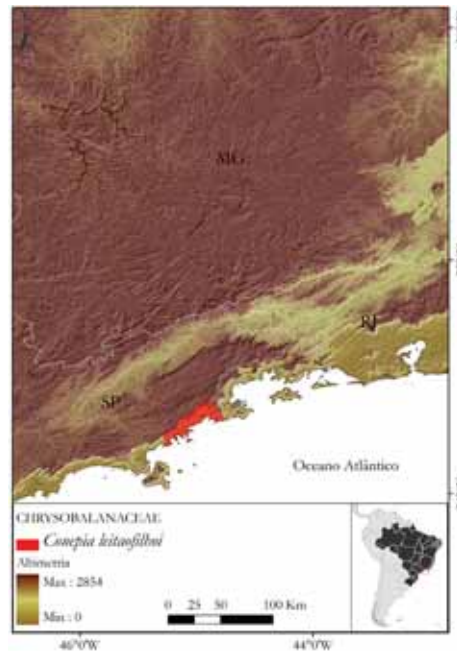 MG
RJ
SP
Oceano Atlântico
CHRYSOBALANACEAE
Couepia leitaofilhoi
Altimetria
Max : 2854
Min : 0
0 25 50 100 Km
46°0'W 44°0'W